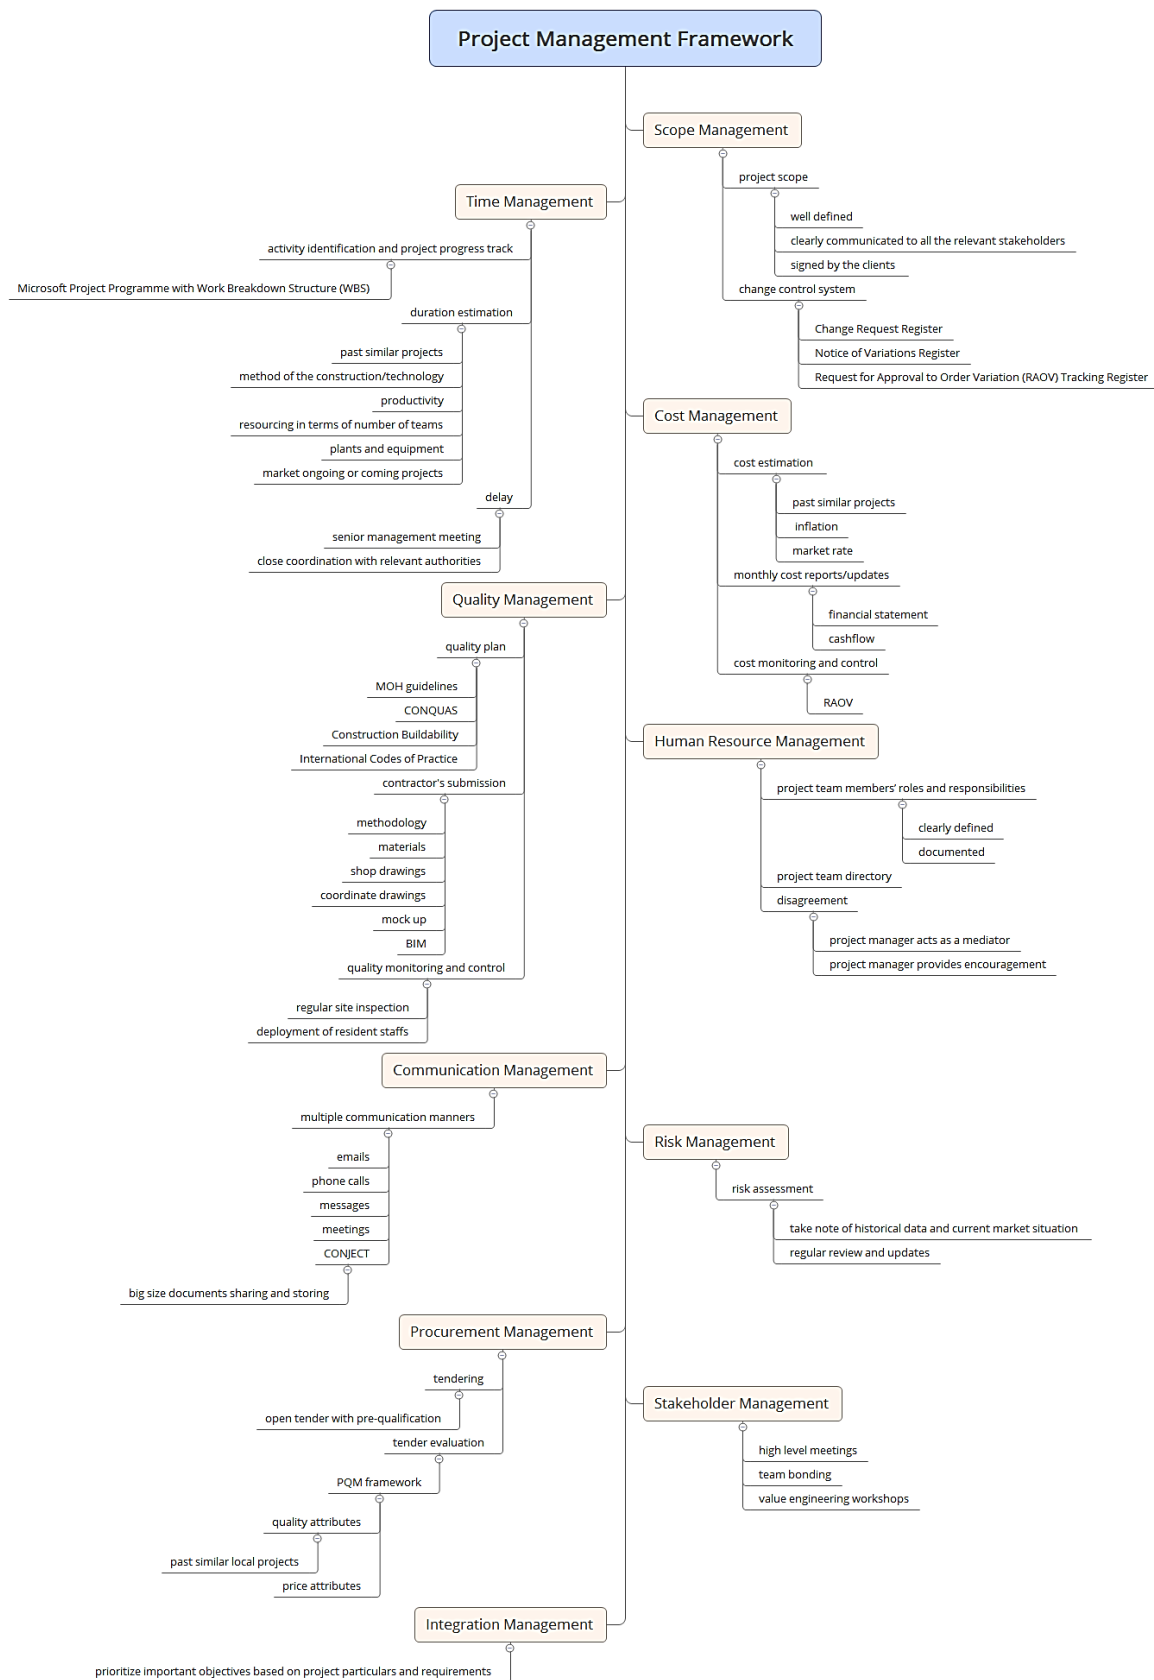 Project Management Framework
Scope Management
project scope
well defined
clearly communicated to all the relevant stakeholders
signed by the clients
change control system
Change Request Register
Notice of Variations Register
Request for Approval to Order Variation (RAOV) Tracking Register
Time Management
activity identification and project progress track
Microsoft Project Programme with Work Breakdown Structure (WBS)
duration estimation
past similar projects
method of the construction/technology
productivity
resourcing in terms of number of teams
plants and equipment
market ongoing or coming projects
delay
senior management meeting
close coordination with relevant authorities
Cost Management
cost estimation
past similar projects
inflation
market rate
monthly cost reports/updates
financial statement
cashflow
cost monitoring and control
RAOV
Quality Management
quality plan
MOH guidelines
CONQUAS
Construction Buildability
International Codes of Practice
contractor's submission
methodology
materials
shop drawings
coordinate drawings
mock up
BIM
quality monitoring and control
regular site inspection
deployment of resident staffs
Human Resource Management
project team members’ roles and responsibilities
clearly defined
documented
project team directory
disagreement
project manager acts as a mediator
project manager provides encouragement
Communication Management
multiple communication manners
emails
phone calls
messages
meetings
CONJECT
big size documents sharing and storing
Risk Management
risk assessment
take note of historical data and current market situation
regular review and updates
Procurement Management
tendering
open tender with pre-qualification
tender evaluation
PQM framework
quality attributes
past similar local projects
price attributes
Stakeholder Management
high level meetings
team bonding
value engineering workshops
Integration Management
prioritize important objectives based on project particulars and requirements